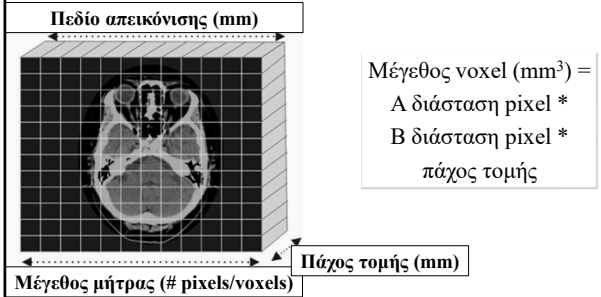 Πεδίο απεικόνισης (mm)
Μέγεθος voxel (mm³) =
Α διάσταση pixel *
Β διάσταση pixel *
πάχος τομής
Πάχος τομής (mm)
Μέγεθος μήτρας (# pixels/voxels)